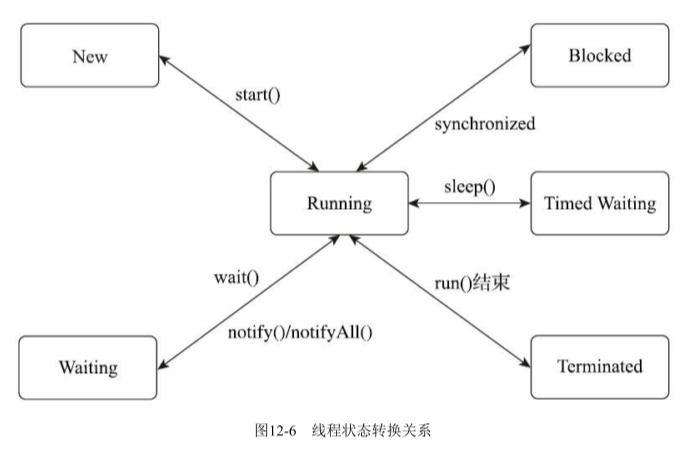 New
Blocked
start()
synchronized
Running
sleep()
Timed Waiting
wait()
run()结束
notify()/notifyAll()
Waiting
Terminated
图12-6 线程状态转换关系